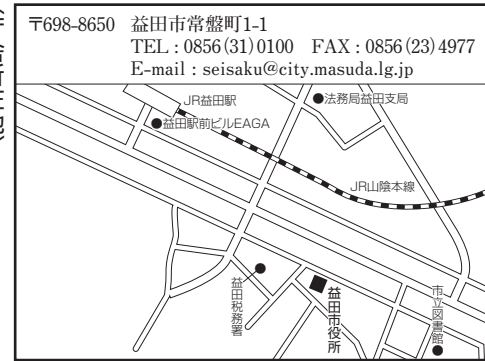 〒698-8650 益田市常盤町1-1
TEL : 0856(31)0100 FAX : 0856(23)4977
E-mail : seisaku@city.masuda.lg.jp
JR益田駅
法務局益田支局
益田駅前ビルEAGA
JR山陰本線
益田税務署
益田市役所
市立図書館